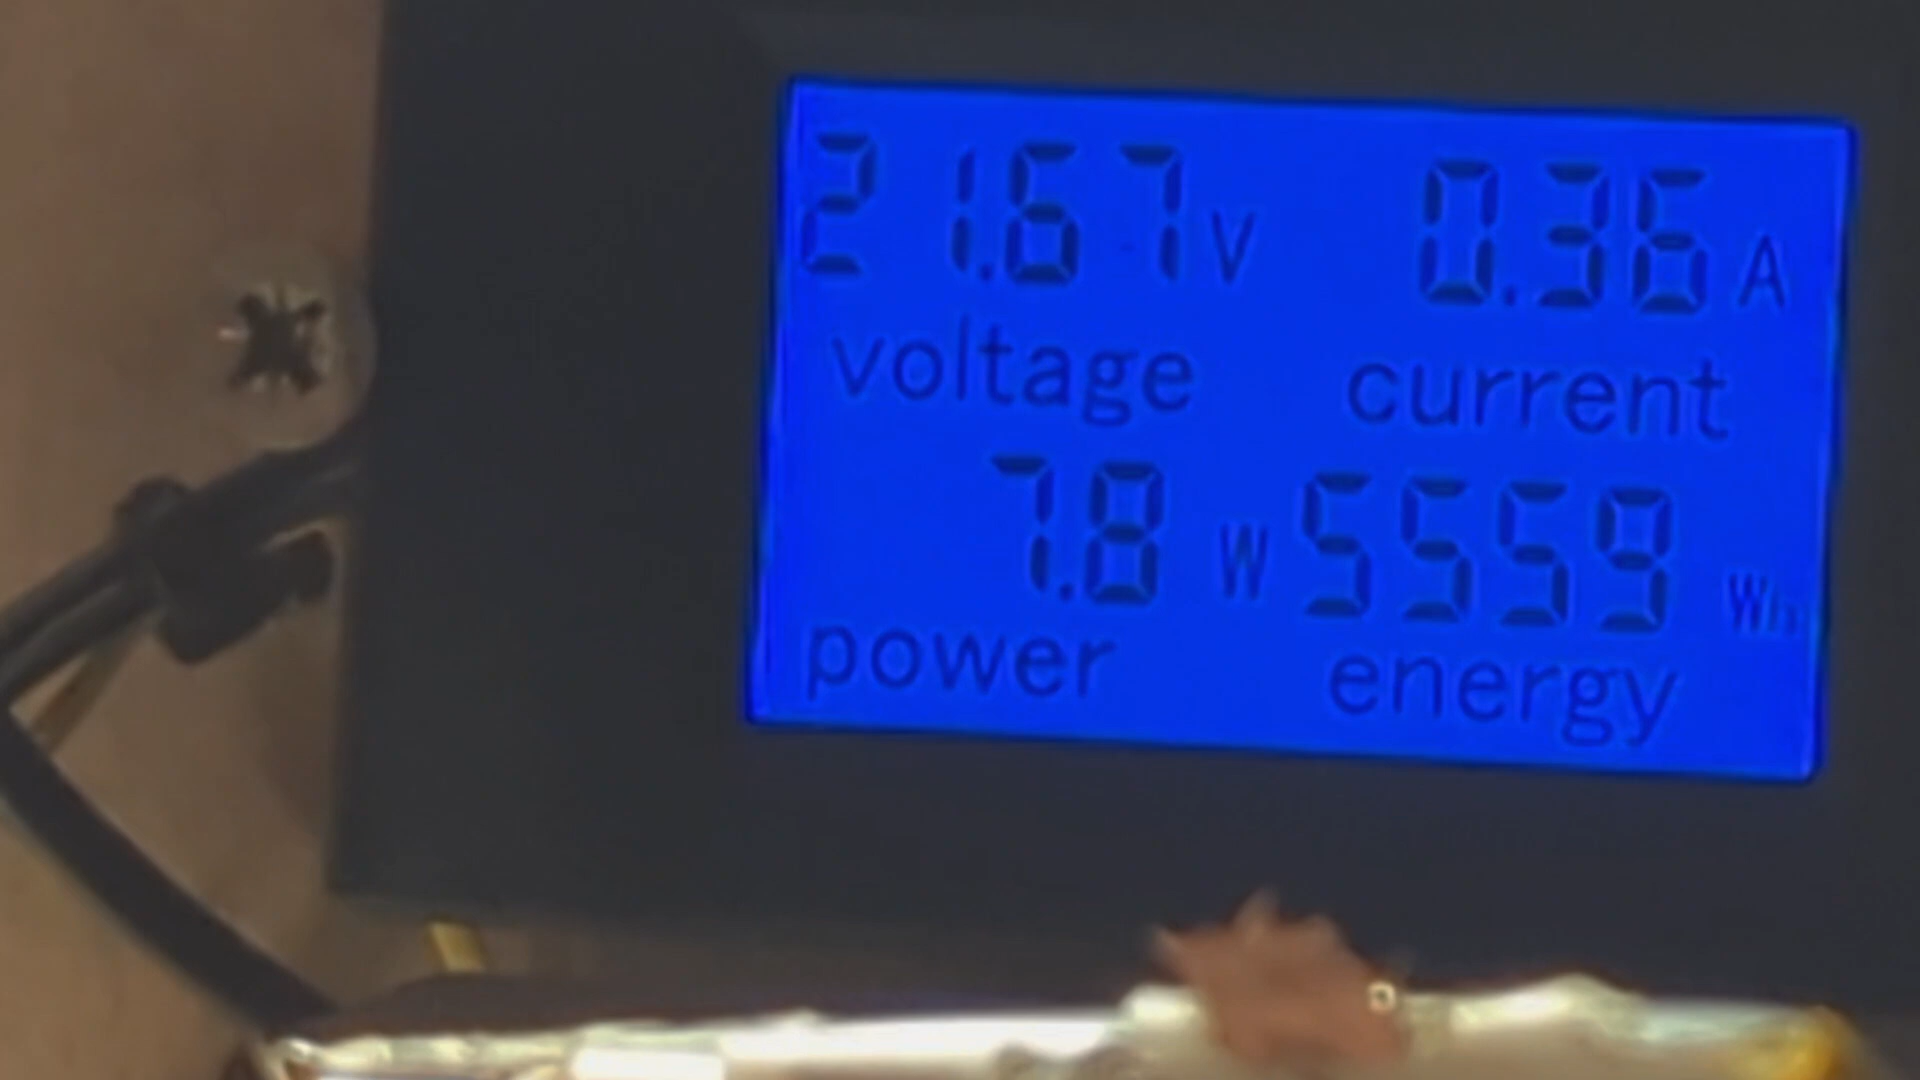 21.67 V 0.36 A
voltage current
7.8 W 5559 Wh
power energy